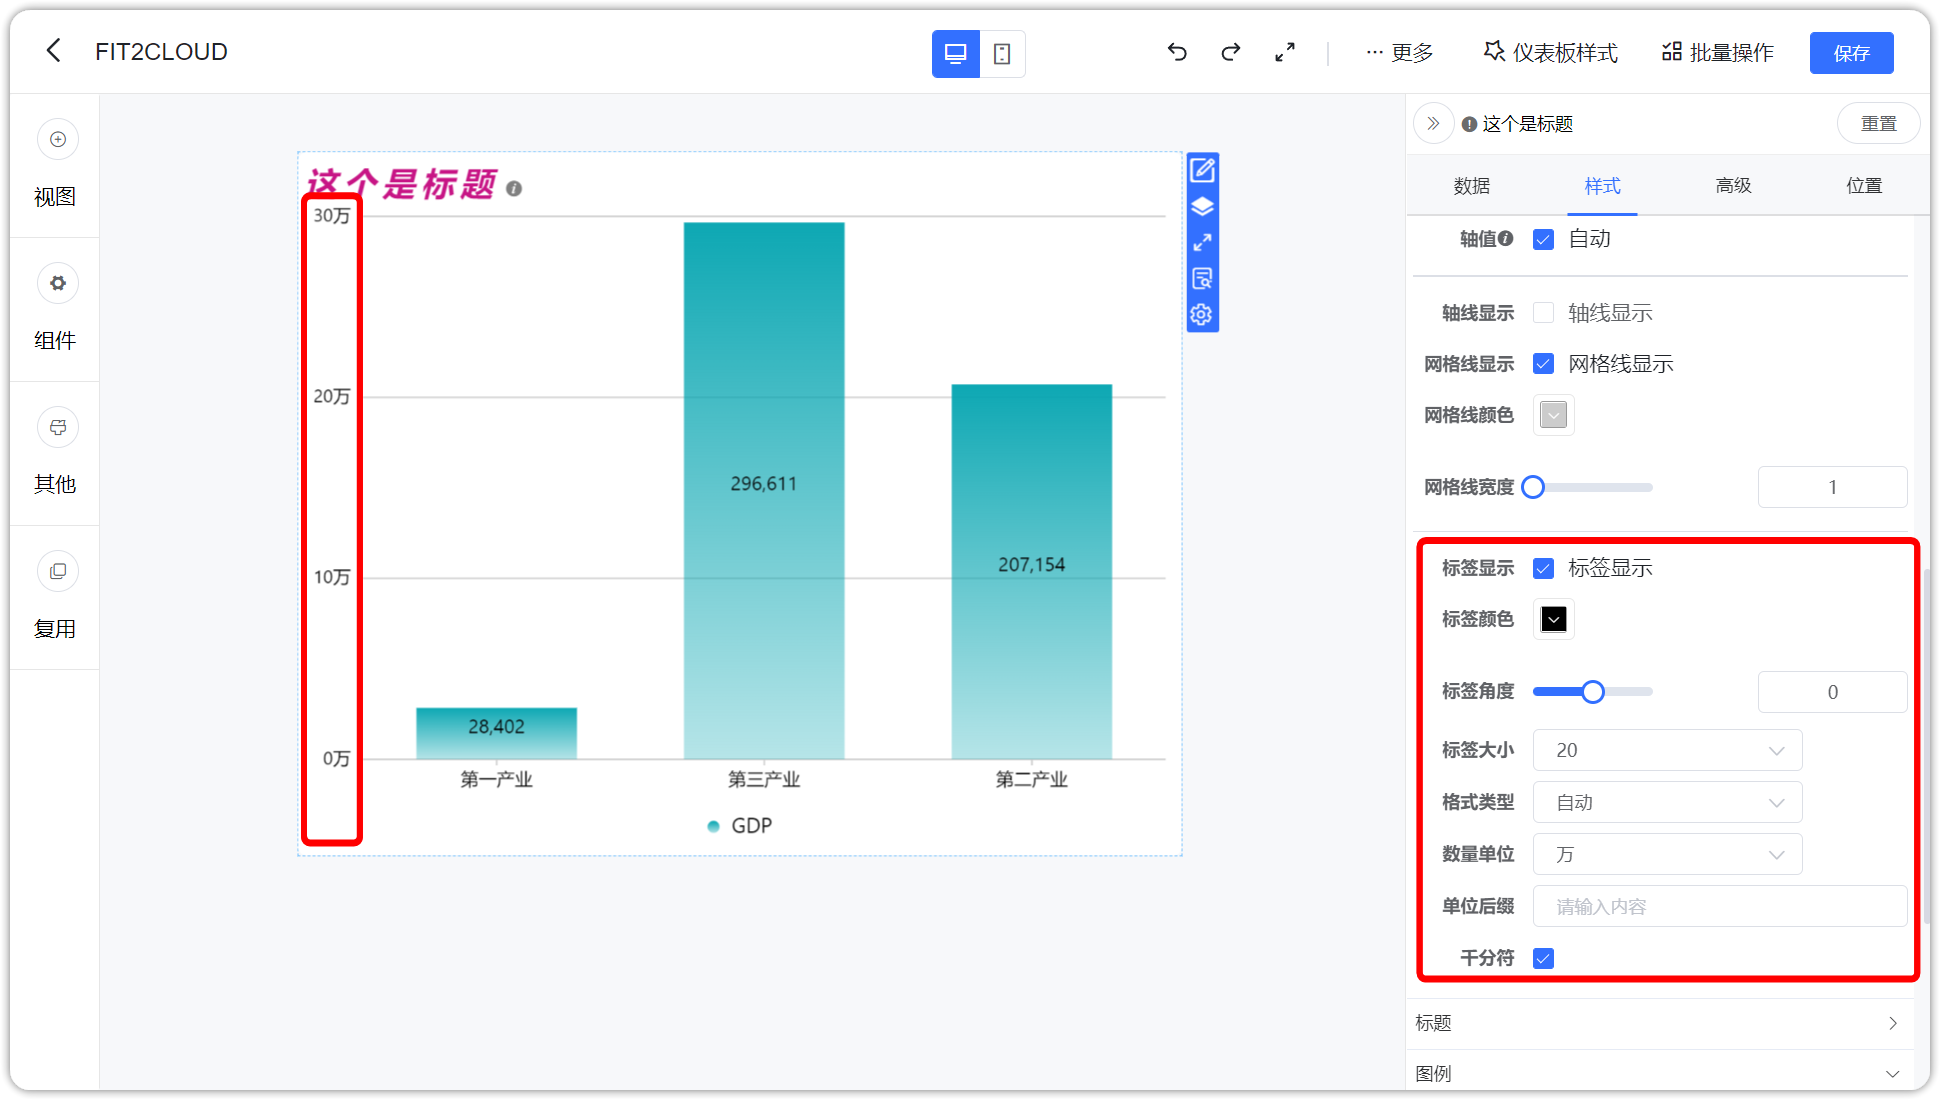 FIT2CLOUD
··· 更多
仪表板样式
批量操作
保存
视图
组件
其他
复用
这个是标题
30万
20万
10万
0万
296,611
207,154
28,402
第一产业
第三产业
第二产业
GDP
这个是标题
重置
数据
样式
高级
位置
轴值 自动
轴线显示 轴线显示
网格线显示 网格线显示
网格线颜色
网格线宽度 1
标签显示 标签显示
标签颜色
标签角度 0
标签大小 20
格式类型 自动
数量单位 万
单位后缀 请输入内容
千分符
标题
图例